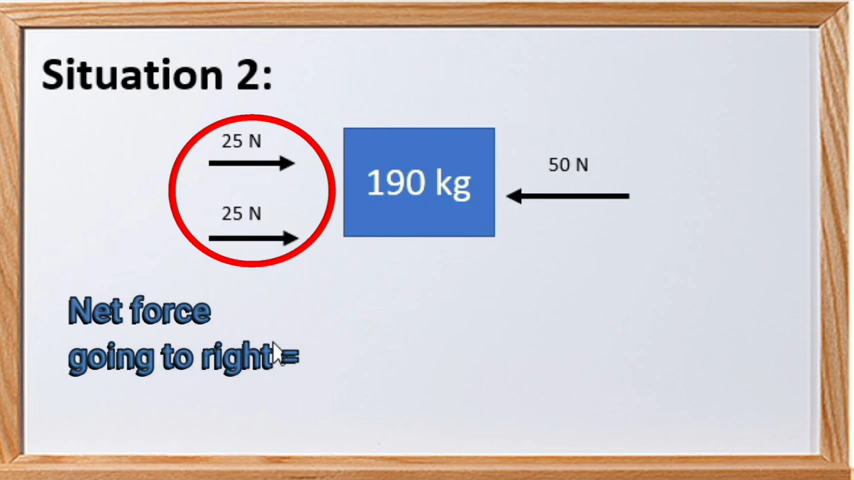 Situation 2:
25 N
190 kg
50 N
25 N
Net force
going to right =